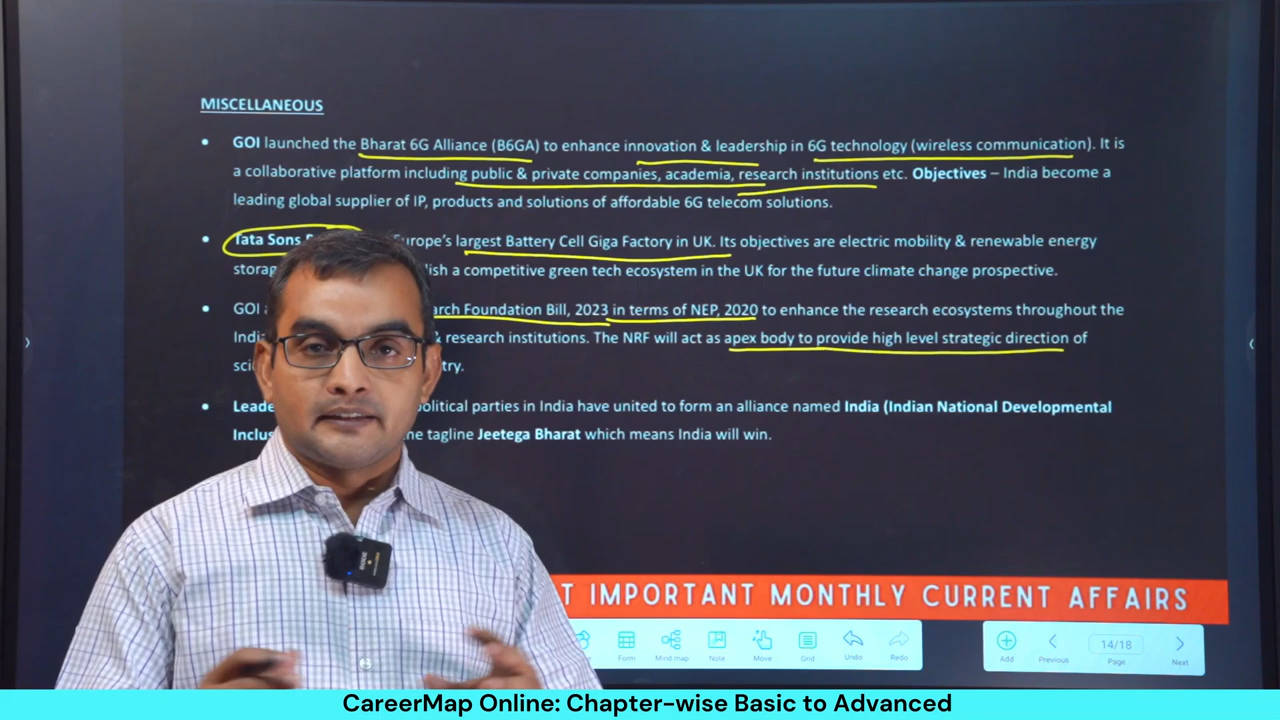 MISCELLANEOUS
• GOI launched the Bharat 6G Alliance (B6GA) to enhance innovation & leadership in 6G technology (wireless communication). It is
a collaborative platform including public & private companies, academia, research institutions etc. Objectives – India become a
leading global supplier of IP, products and solutions of affordable 6G telecom solutions.
• Tata Sons Europe's largest Battery Cell Giga Factory in UK. Its objectives are electric mobility & renewable energy
a competitive green tech ecosystem in the UK for the future climate change prospective.
• GOI Foundation Bill, 2023 in terms of NEP, 2020 to enhance the research ecosystems throughout the
& research institutions. The NRF will act as apex body to provide high level strategic direction of
• political parties in India have united to form an alliance named India (Indian National Developmental
tagline Jeetega Bharat which means India will win.
IMPORTANT MONTHLY CURRENT AFFAIRS
Form Mind map Note Move Grid Undo Redo Add Previous 14/18 Page Next
CareerMap Online: Chapter-wise Basic to Advanced